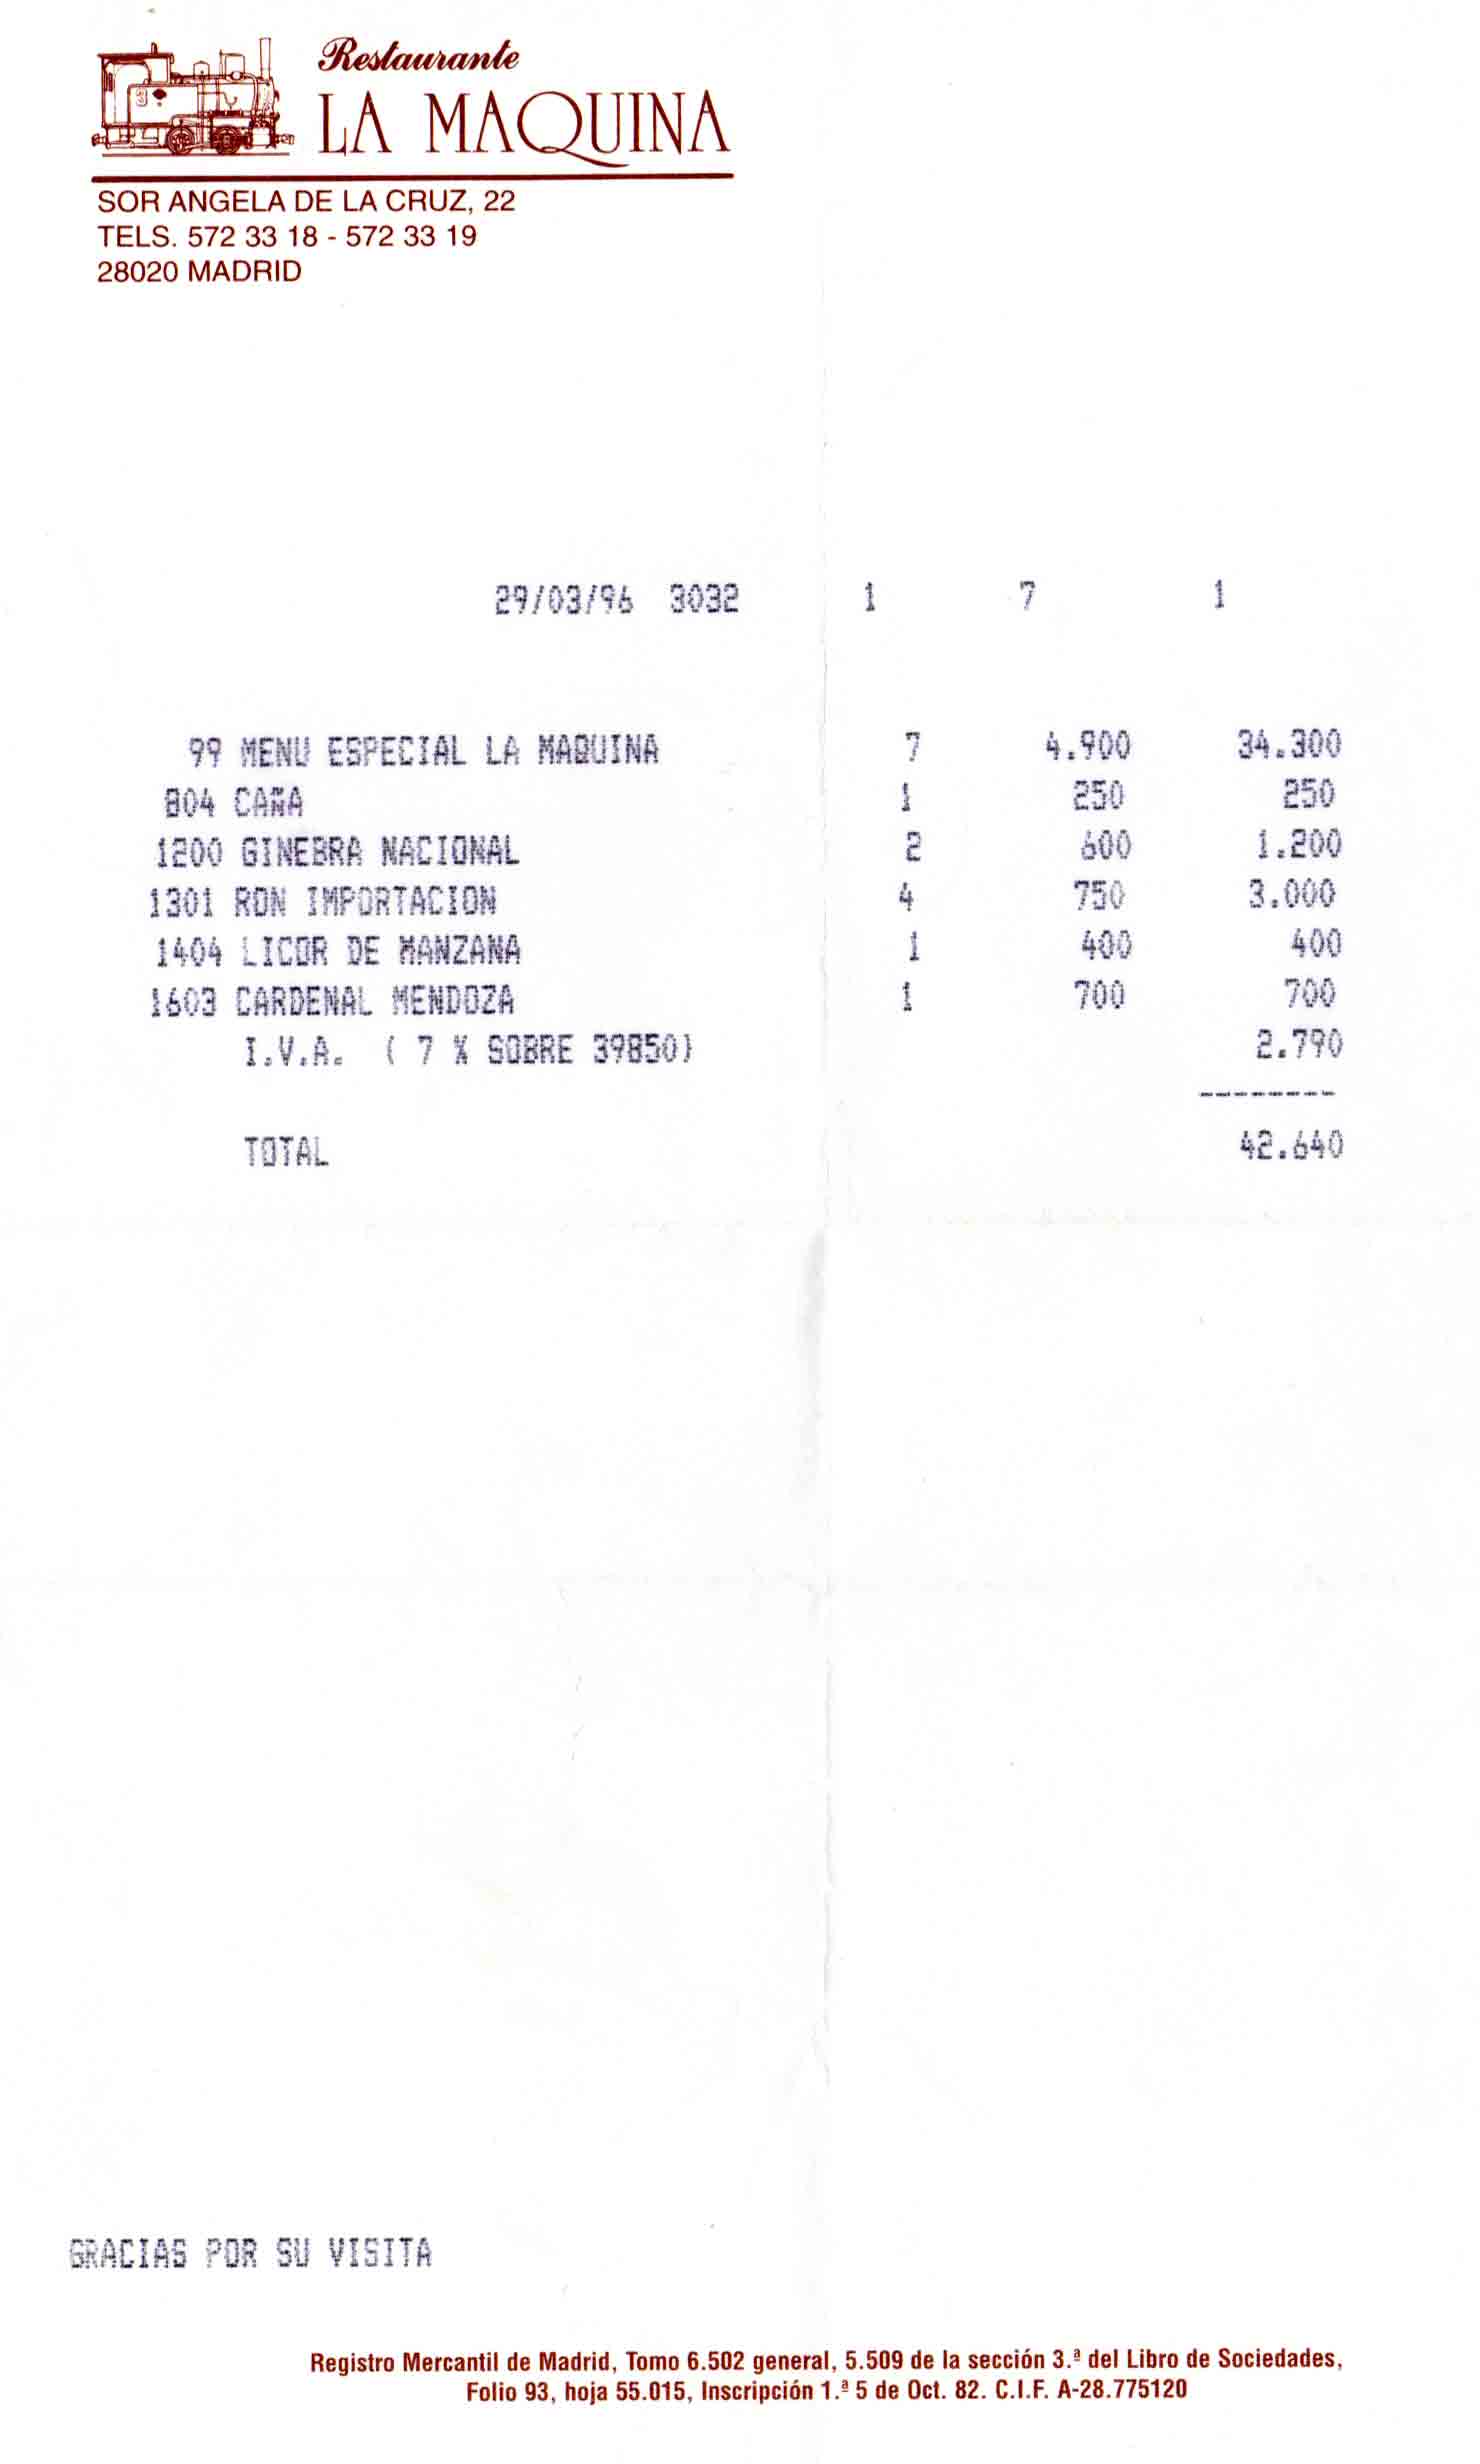 Restaurante
LA MAQUINA
SOR ANGELA DE LA CRUZ, 22
TELS. 572 33 18 - 572 33 19
28020 MADRID
29/03/96 3032 1 7 1
99 MENU ESPECIAL LA MAQUINA 7 4.900 34.300
804 CAÑA 1 250 250
1200 GINEBRA NACIONAL 2 600 1.200
1301 RON IMPORTACION 4 750 3.000
1404 LICOR DE MANZANA 1 400 400
1603 CARDENAL MENDOZA 1 700 700
I.V.A. ( 7 % SOBRE 39850) 2.790
--------
TOTAL 42.640
GRACIAS POR SU VISITA
Registro Mercantil de Madrid, Tomo 6.502 general, 5.509 de la sección 3.ª del Libro de Sociedades,
Folio 93, hoja 55.015, Inscripción 1.ª 5 de Oct. 82. C.I.F. A-28.775120